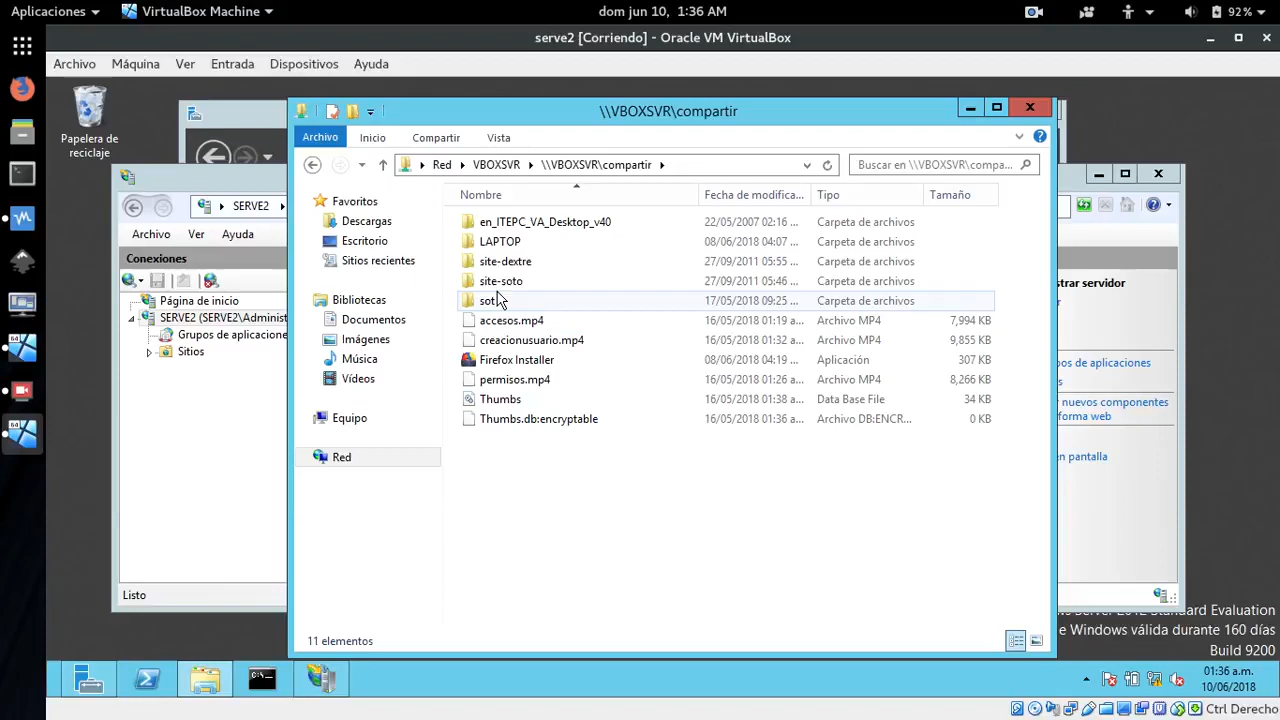 Aplicaciones
VirtualBox Machine
dom jun 10, 1:36 AM
92%
serve2 [Corriendo] - Oracle VM VirtualBox
Archivo Máquina Ver Entrada Dispositivos Ayuda
Papelera de
reciclaje
\\VBOXSVR\compartir
Archivo Inicio Compartir Vista
Red VBOXSVR \\VBOXSVR\compartir
Buscar en \\VBOXSVR\compa...
Nombre Fecha de modifica... Tipo Tamaño
en_ITEPC_VA_Desktop_v40 22/05/2007 02:16 ... Carpeta de archivos
LAPTOP 08/06/2018 04:07 ... Carpeta de archivos
site-dextre 27/09/2011 05:55 ... Carpeta de archivos
site-soto 27/09/2011 05:46 ... Carpeta de archivos
17/05/2018 09:25 ... Carpeta de archivos
accesos.mp4 16/05/2018 01:19 a... Archivo MP4 7,994 KB
creacionusuario.mp4 16/05/2018 01:32 a... Archivo MP4 9,855 KB
Firefox Installer 08/06/2018 04:19 ... Aplicación 307 KB
permisos.mp4 16/05/2018 01:26 a... Archivo MP4 8,266 KB
Thumbs 16/05/2018 01:38 a... Data Base File 34 KB
Thumbs.db:encryptable 16/05/2018 01:36 a... Archivo DB:ENCR... 0 KB
Favoritos
Descargas
Escritorio
Sitios recientes
Bibliotecas
Documentos
Imágenes
Música
Vídeos
Equipo
Red
11 elementos
SERVE2
Archivo Ver Ayuda
Conexiones
Página de inicio
SERVE2 (SERVE2\Administ
Grupos de aplicacione
Sitios
Listo
strar servidor
pos de aplicaciones
r nuevos componentes
forma web
en pantalla
Standard Evaluation
e Windows válida durante 160 días
Build 9200
01:36 a.m.
10/06/2018
Ctrl Derecho